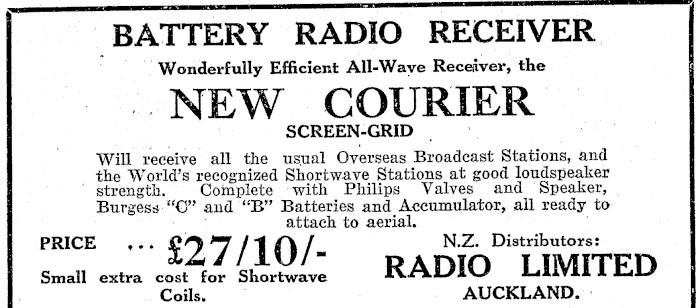 BATTERY RADIO RECEIVER
Wonderfully Efficient All-Wave Receiver, the
NEW COURIER
SCREEN-GRID
Will receive all the usual Overseas Broadcast Stations, and
the World's recognized Shortwave Stations at good loudspeaker
strength. Complete with Philips Valves and Speaker,
Burgess "C" and "B" Batteries and Accumulator, all ready to
attach to aerial.
PRICE ... £27/10/-
Small extra cost for Shortwave
Coils.
N.Z. Distributors:
RADIO LIMITED
AUCKLAND.